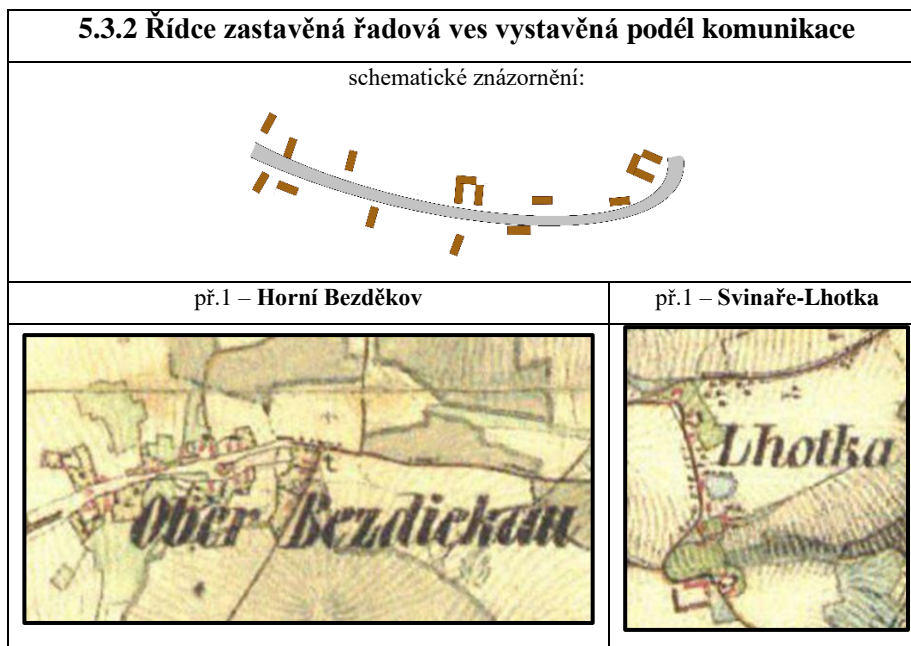 5.3.2 Řídce zastavěná řadová ves vystavěná podél komunikace
schematické znázornění:
př.1 – Horní Bezděkov
př.1 – Svinaře-Lhotka
Ober Bezdiekau
Lhotka